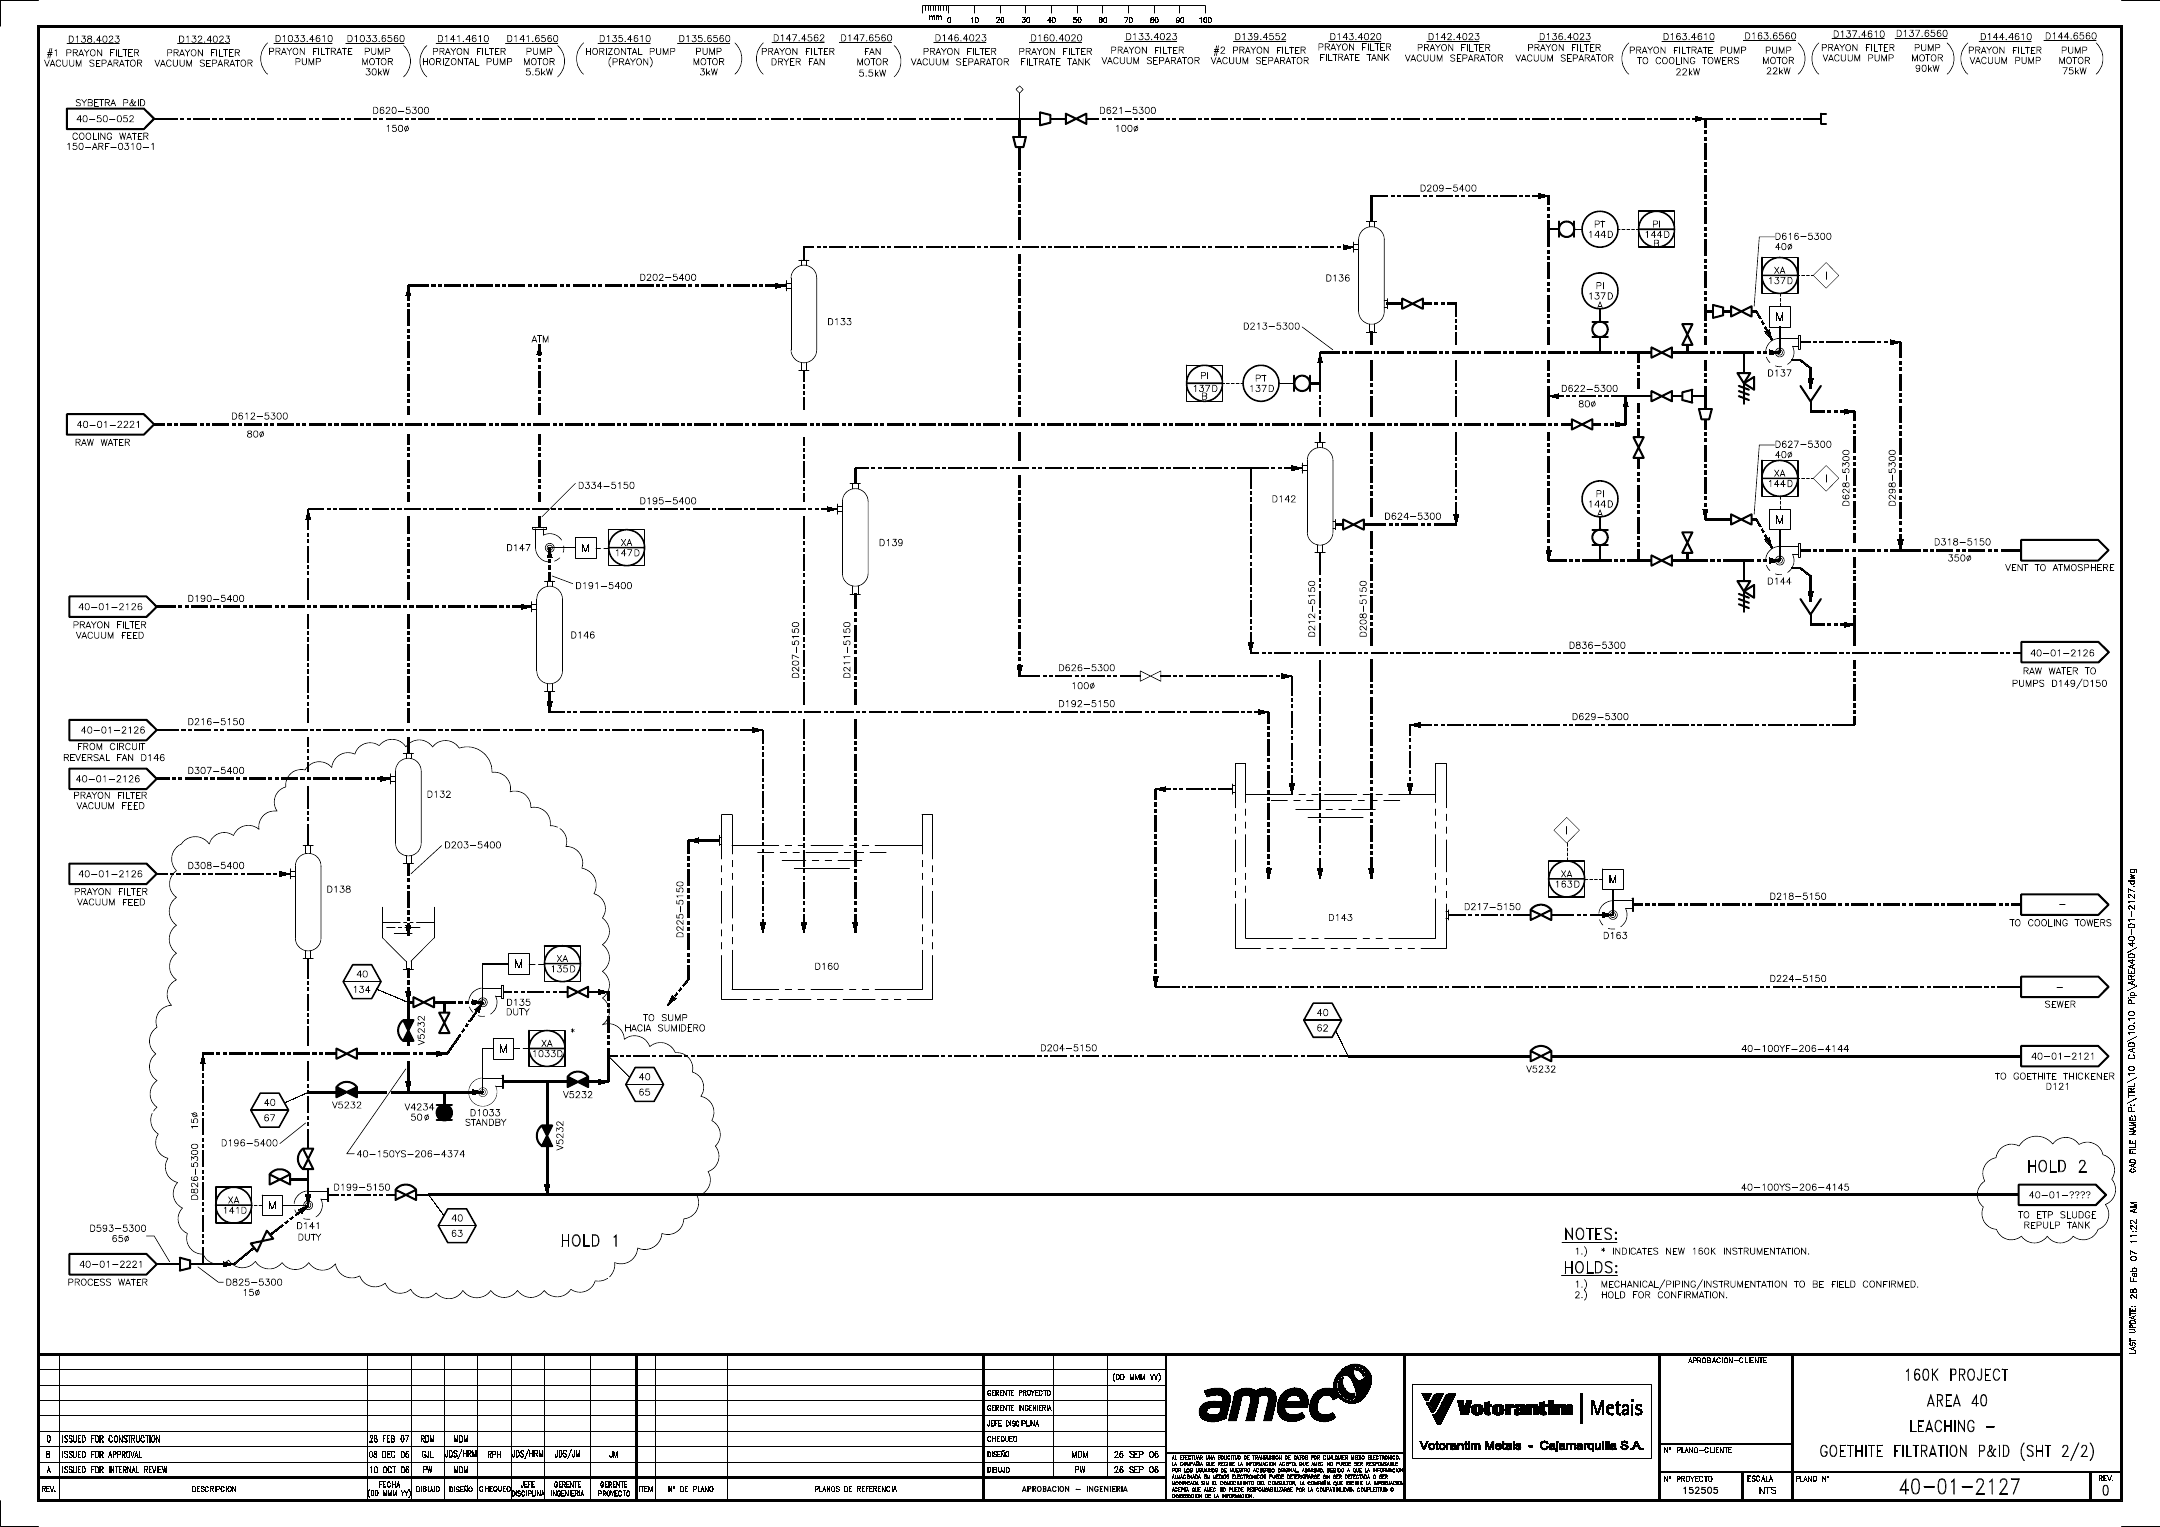 mm 0 10 20 30 40 50 60 70 80 90 100
D138.4023
#1 PRAYON FILTER
VACUUM SEPARATOR
D132.4023
PRAYON FILTER
VACUUM SEPARATOR
D1033.4610
PRAYON FILTRATE
PUMP
D1033.6560
PUMP
MOTOR
30kW
D141.4610
PRAYON FILTER
HORIZONTAL PUMP
D141.6560
PUMP
MOTOR
5.5kW
D135.4610
HORIZONTAL PUMP
(PRAYON)
D135.6560
PUMP
MOTOR
3kW
D147.4562
PRAYON FILTER
DRYER FAN
D147.6560
FAN
MOTOR
5.5kW
D146.4023
PRAYON FILTER
VACUUM SEPARATOR
D160.4020
PRAYON FILTER
FILTRATE TANK
D133.4023
PRAYON FILTER
VACUUM SEPARATOR
D139.4552
#2 PRAYON FILTER
VACUUM SEPARATOR
D143.4020
PRAYON FILTER
FILTRATE TANK
D142.4023
PRAYON FILTER
VACUUM SEPARATOR
D136.4023
PRAYON FILTER
VACUUM SEPARATOR
D163.4610
PRAYON FILTRATE PUMP
TO COOLING TOWERS
22kW
D163.6560
PUMP
MOTOR
22kW
D137.4610
PRAYON FILTER
VACUUM PUMP
D137.6560
PUMP
MOTOR
90kW
D144.4610
PRAYON FILTER
VACUUM PUMP
D144.6560
PUMP
MOTOR
75kW
SYBETRA P&ID
40-50-052
COOLING WATER
150-ARF-0310-1
D620-5300
150ø
D621-5300
100ø
D209-5400
PT
144D
PI
144D
B
D616-5300
40ø
XA
137D
I
M
D137
PI
137D
A
D136
D202-5400
D133
D213-5300
PI
137D
B
PT
137D
ATM
D622-5300
80ø
40-01-2221
RAW WATER
D612-5300
80ø
D627-5300
40ø
XA
144D
I
M
D144
D628-5300
D298-5300
PI
144D
A
D334-5150
D195-5400
D142
D624-5300
D147
M
XA
147D
D139
D318-5150
350ø
VENT TO ATMOSPHERE
D191-5400
40-01-2126
PRAYON FILTER
VACUUM FEED
D190-5400
D146
D207-5150
D211-5150
D212-5150
D208-5150
D836-5300
40-01-2126
RAW WATER TO
PUMPS D149/D150
D626-5300
100ø
D192-5150
D629-5300
40-01-2126
FROM CIRCUIT
REVERSAL FAN D146
D216-5150
40-01-2126
PRAYON FILTER
VACUUM FEED
D307-5400
D132
D203-5400
40-01-2126
PRAYON FILTER
VACUUM FEED
D308-5400
D138
D225-5150
D160
D143
I
XA
163D
M
D217-5150
D163
D218-5150
-
TO COOLING TOWERS
40
134
M
XA
135D
D135
DUTY
V5232
TO SUMP
HACIA SUMIDERO
D224-5150
-
SEWER
40
62
M
XA
1033D
*
D204-5150
40-100YF-206-4144
V5232
40-01-2121
TO GOETHITE THICKENER
D121
40
65
40
67
V5232
V4234
50ø
D1033
STANDBY
V5232
V5232
D826-5300 15ø
D196-5400
40-150YS-206-4374
XA
141D
M
D141
DUTY
D199-5150
40
63
HOLD 1
40-100YS-206-4145
HOLD 2
40-01-????
TO ETP SLUDGE
REPULP TANK
D593-5300
65ø
40-01-2221
PROCESS WATER
D825-5300
15ø
NOTES:
1.) * INDICATES NEW 160K INSTRUMENTATION.
HOLDS:
1.) MECHANICAL/PIPING/INSTRUMENTATION TO BE FIELD CONFIRMED.
2.) HOLD FOR CONFIRMATION.
LAST UPDATE: 28 Feb 07 11:22 AM CAD FILE NAME: P:\TRL\10 CAD\10.10 Pip\AREA40\40-01-2127.dwg
0 ISSUED FOR CONSTRUCTION 28 FEB 07 RDM MDM
B ISSUED FOR APPROVAL 08 DEC 06 GJL JDS/HRM RPH JDS/HRM JDS/JM JM
A ISSUED FOR INTERNAL REVIEW 10 OCT 06 PW MDM
REV. DESCRIPCION FECHA (DD MMM YY) DIBUJO DISEÑO CHEQUEO JEFE DISCIPLINA GERENTE INGENIERIA GERENTE PROYECTO
ITEM N° DE PLANO PLANOS DE REFERENCIA
(DD MMM YY)
GERENTE PROYECTO
GERENTE INGENIERIA
JEFE DISCIPLINA
CHEQUEO
DISEÑO MDM 26 SEP 06
DIBUJO PW 26 SEP 06
APROBACION - INGENIERIA
amec
Votorantim | Metais
Votorantim Metais - Cajamarquilla S.A.
APROBACION-CLIENTE
N° PLANO-CLIENTE
N° PROYECTO
152505
ESCALA
NTS
160K PROJECT
AREA 40
LEACHING -
GOETHITE FILTRATION P&ID (SHT 2/2)
PLANO N°
40-01-2127
REV.
0